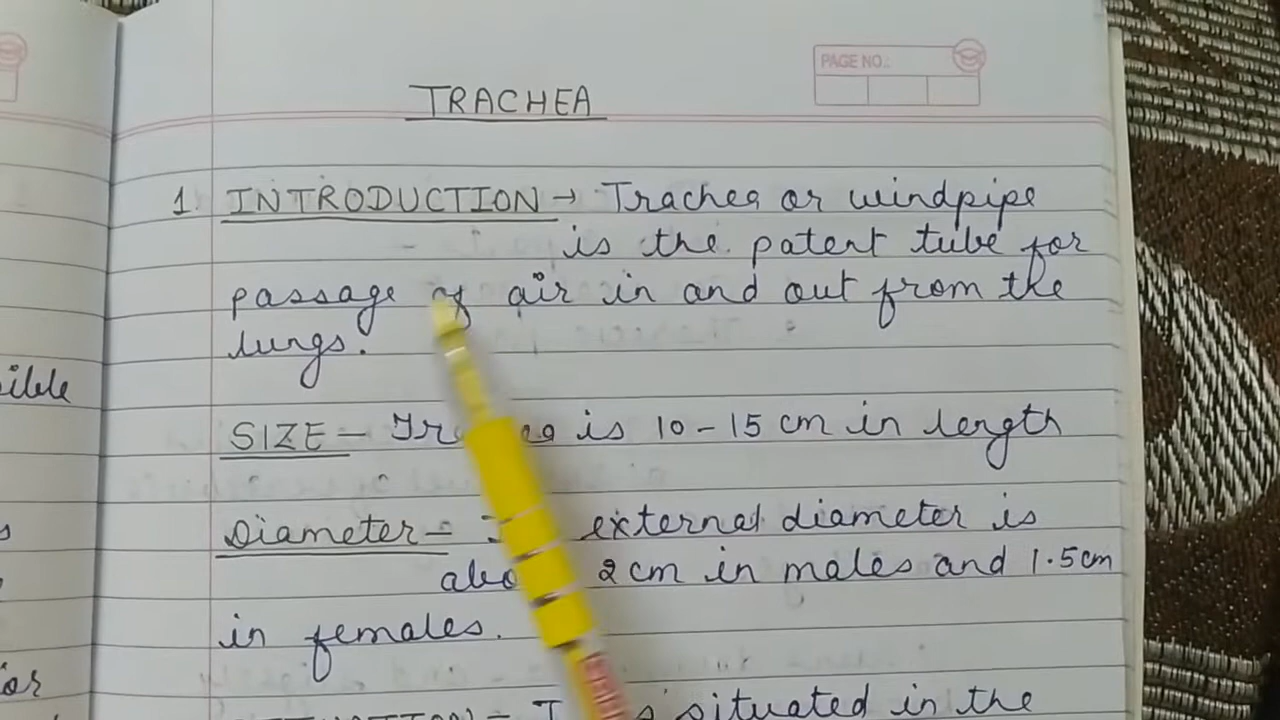 PAGE NO.:
TRACHEA
1 INTRODUCTION → Trachea or windpipe
is the patent tube for
passage of air in and out from the
lungs.
SIZE - is 10-15 cm in length
Diameter - external diameter is
2 cm in males and 1.5cm
in females.
situated in the